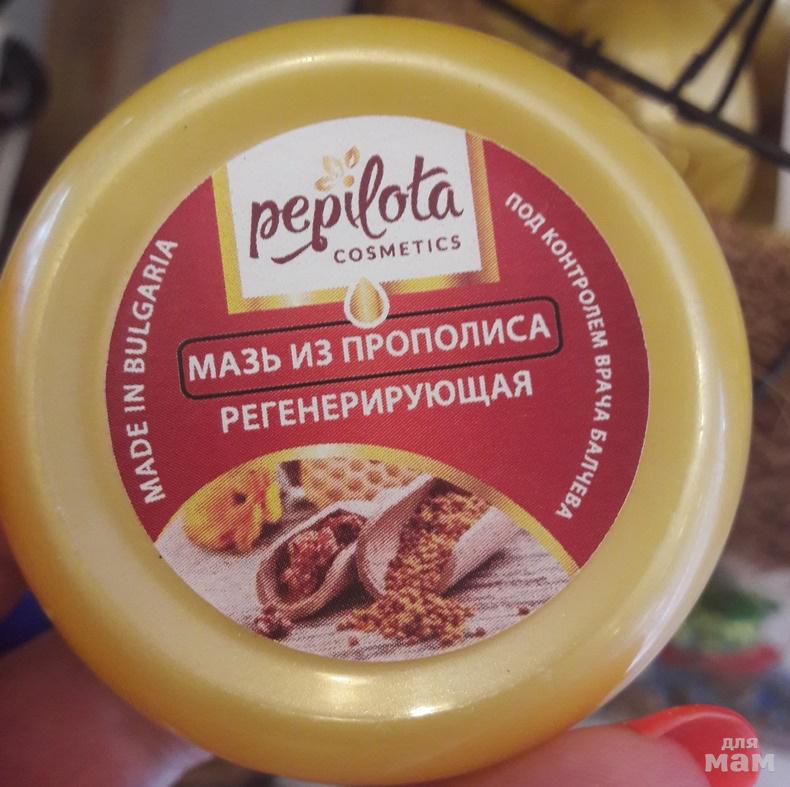 pepilota
COSMETICS
МАЗЬ ИЗ ПРОПОЛИСА
РЕГЕНЕРИРУЮЩАЯ
MADE IN BULGARIA
ПОД КОНТРОЛЕМ ВРАЧА БАЛЧЕВА
для
мам